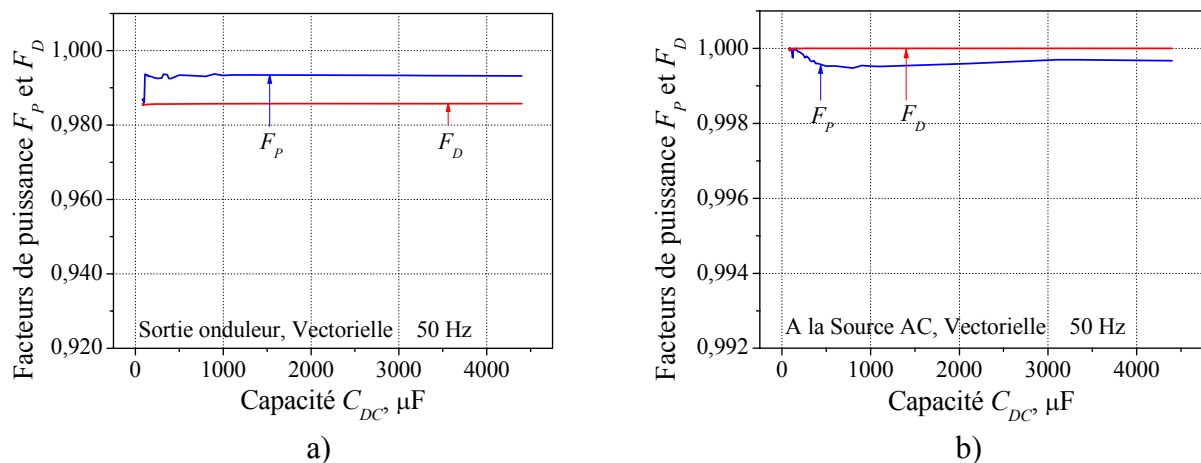 Facteurs de puissance F_P et F_D
1,000
0,980
0,960
0,940
0,920
F_P
F_D
Sortie onduleur, Vectorielle 50 Hz
0 1000 2000 3000 4000
Capacité C_DC, µF
a)
Facteurs de puissance F_P et F_D
1,000
0,998
0,996
0,994
0,992
F_P
F_D
A la Source AC, Vectorielle 50 Hz
0 1000 2000 3000 4000
Capacité C_DC, µF
b)